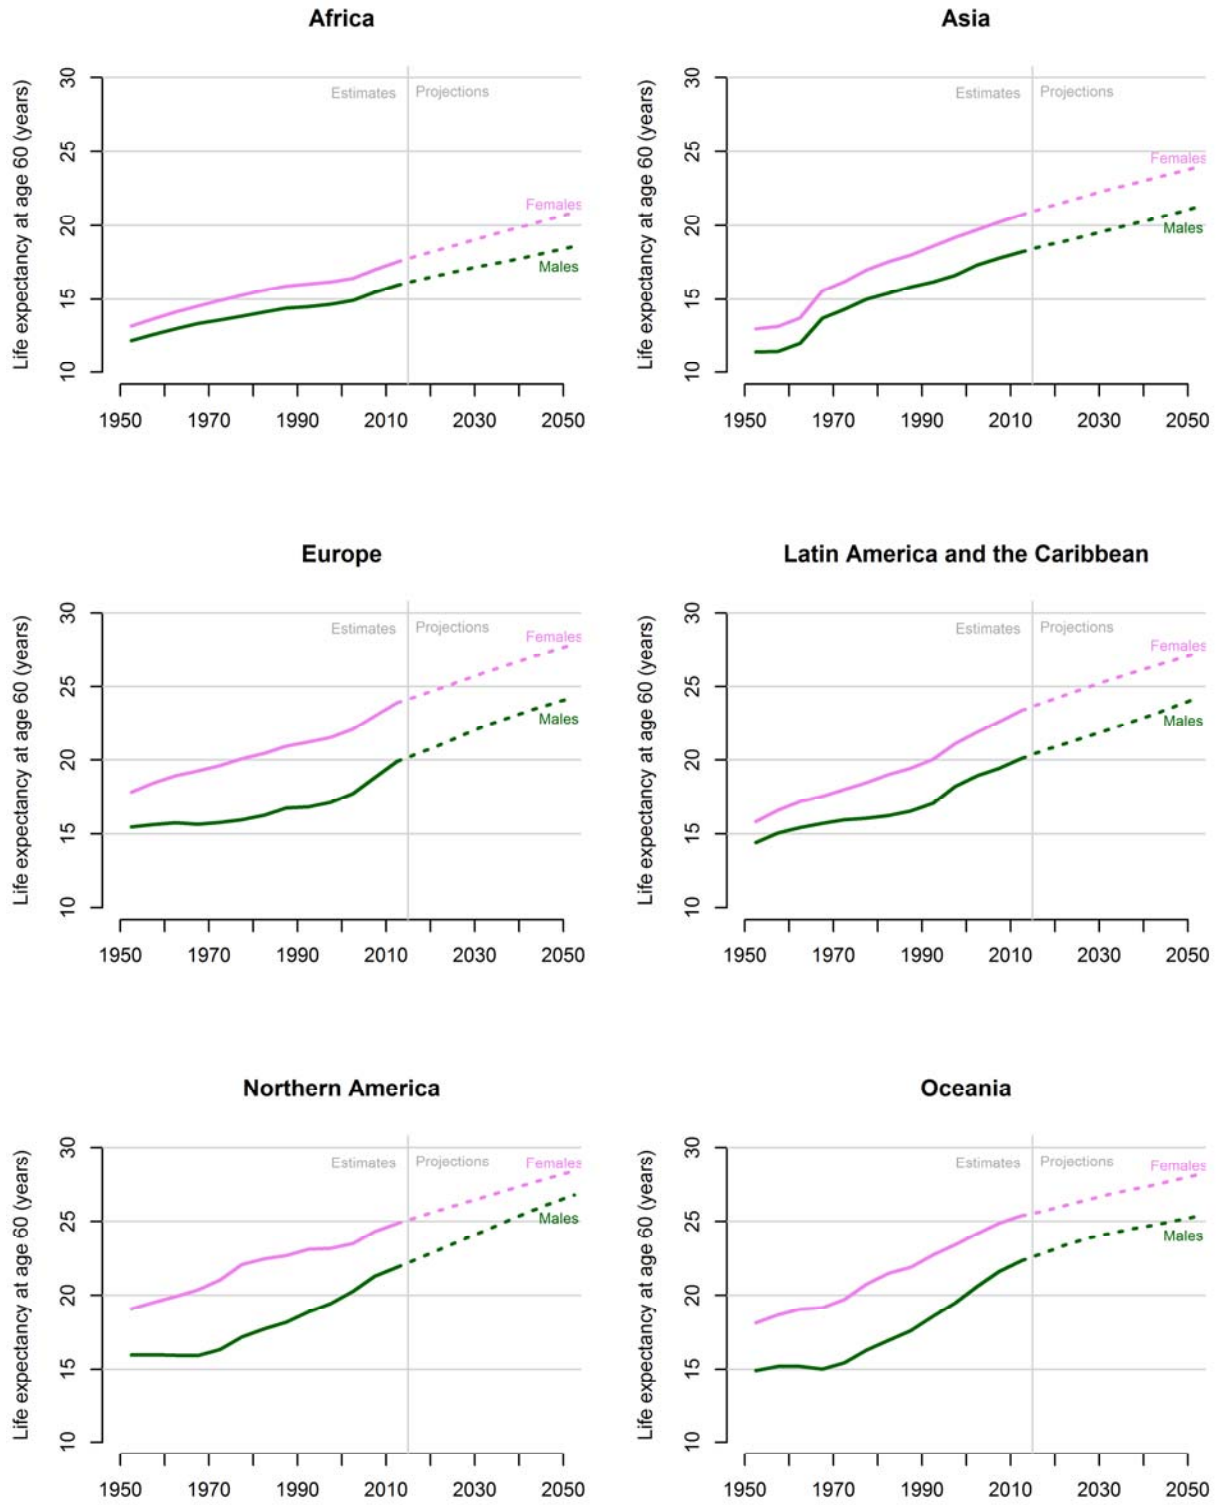 Africa
Life expectancy at age 60 (years)
30
25
20
15
10
Estimates
Projections
Females
Males
1950
1970
1990
2010
2030
2050
Asia
Life expectancy at age 60 (years)
30
25
20
15
10
Estimates
Projections
Females
Males
1950
1970
1990
2010
2030
2050
Europe
Life expectancy at age 60 (years)
30
25
20
15
10
Estimates
Projections
Females
Males
1950
1970
1990
2010
2030
2050
Latin America and the Caribbean
Life expectancy at age 60 (years)
30
25
20
15
10
Estimates
Projections
Females
Males
1950
1970
1990
2010
2030
2050
Northern America
Life expectancy at age 60 (years)
30
25
20
15
10
Estimates
Projections
Females
Males
1950
1970
1990
2010
2030
2050
Oceania
Life expectancy at age 60 (years)
30
25
20
15
10
Estimates
Projections
Females
Males
1950
1970
1990
2010
2030
2050